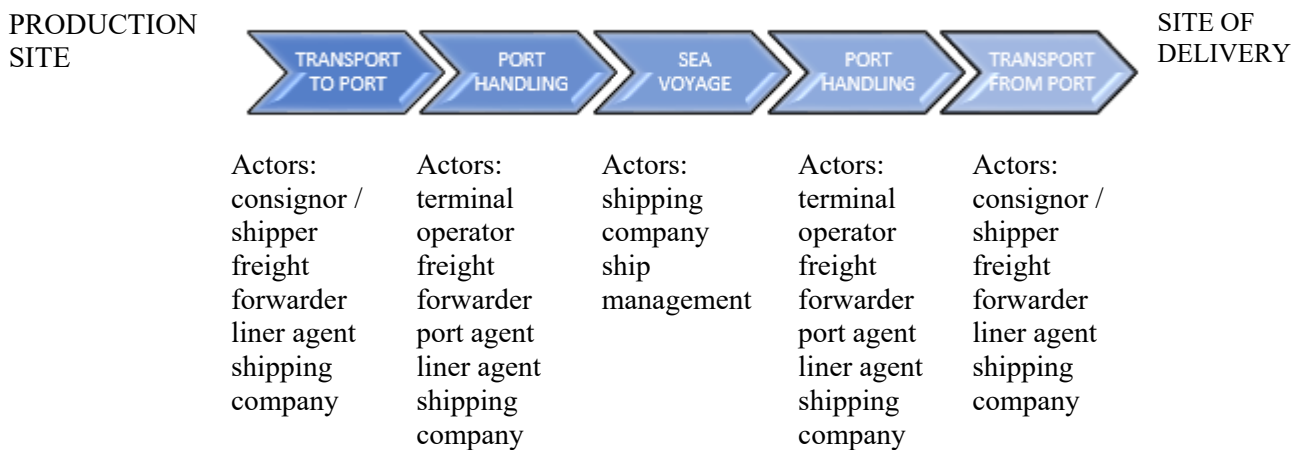 PRODUCTION
SITE
TRANSPORT
TO PORT
PORT
HANDLING
SEA
VOYAGE
PORT
HANDLING
TRANSPORT
FROM PORT
SITE OF
DELIVERY
Actors:
consignor /
shipper
freight
forwarder
liner agent
shipping
company
Actors:
terminal
operator
freight
forwarder
port agent
liner agent
shipping
company
Actors:
shipping
company
ship
management
Actors:
terminal
operator
freight
forwarder
port agent
liner agent
shipping
company
Actors:
consignor /
shipper
freight
forwarder
liner agent
shipping
company